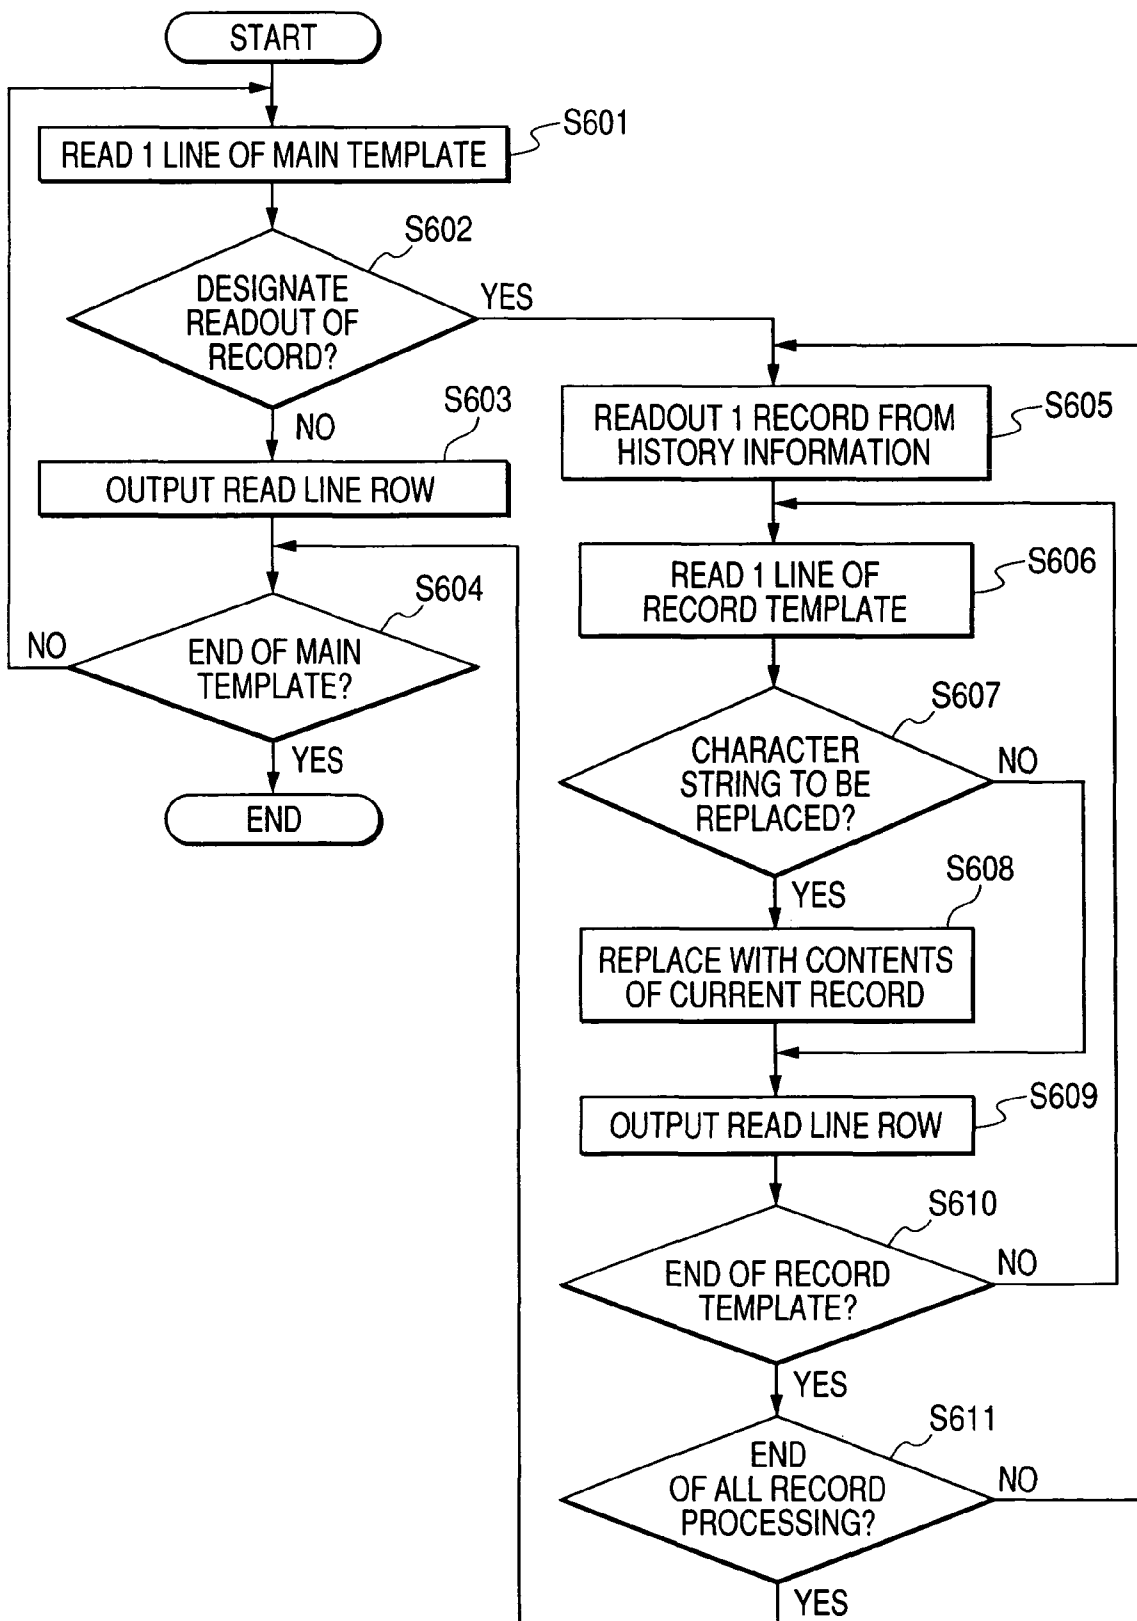 START
S601
READ 1 LINE OF MAIN TEMPLATE
S602
DESIGNATE
READOUT OF
RECORD?
YES
NO
S603
OUTPUT READ LINE ROW
S604
END OF MAIN
TEMPLATE?
NO
YES
END
S605
READOUT 1 RECORD FROM
HISTORY INFORMATION
S606
READ 1 LINE OF
RECORD TEMPLATE
S607
CHARACTER
STRING TO BE
REPLACED?
NO
YES
S608
REPLACE WITH CONTENTS
OF CURRENT RECORD
S609
OUTPUT READ LINE ROW
S610
END OF RECORD
TEMPLATE?
NO
YES
S611
END
OF ALL RECORD
PROCESSING?
NO
YES